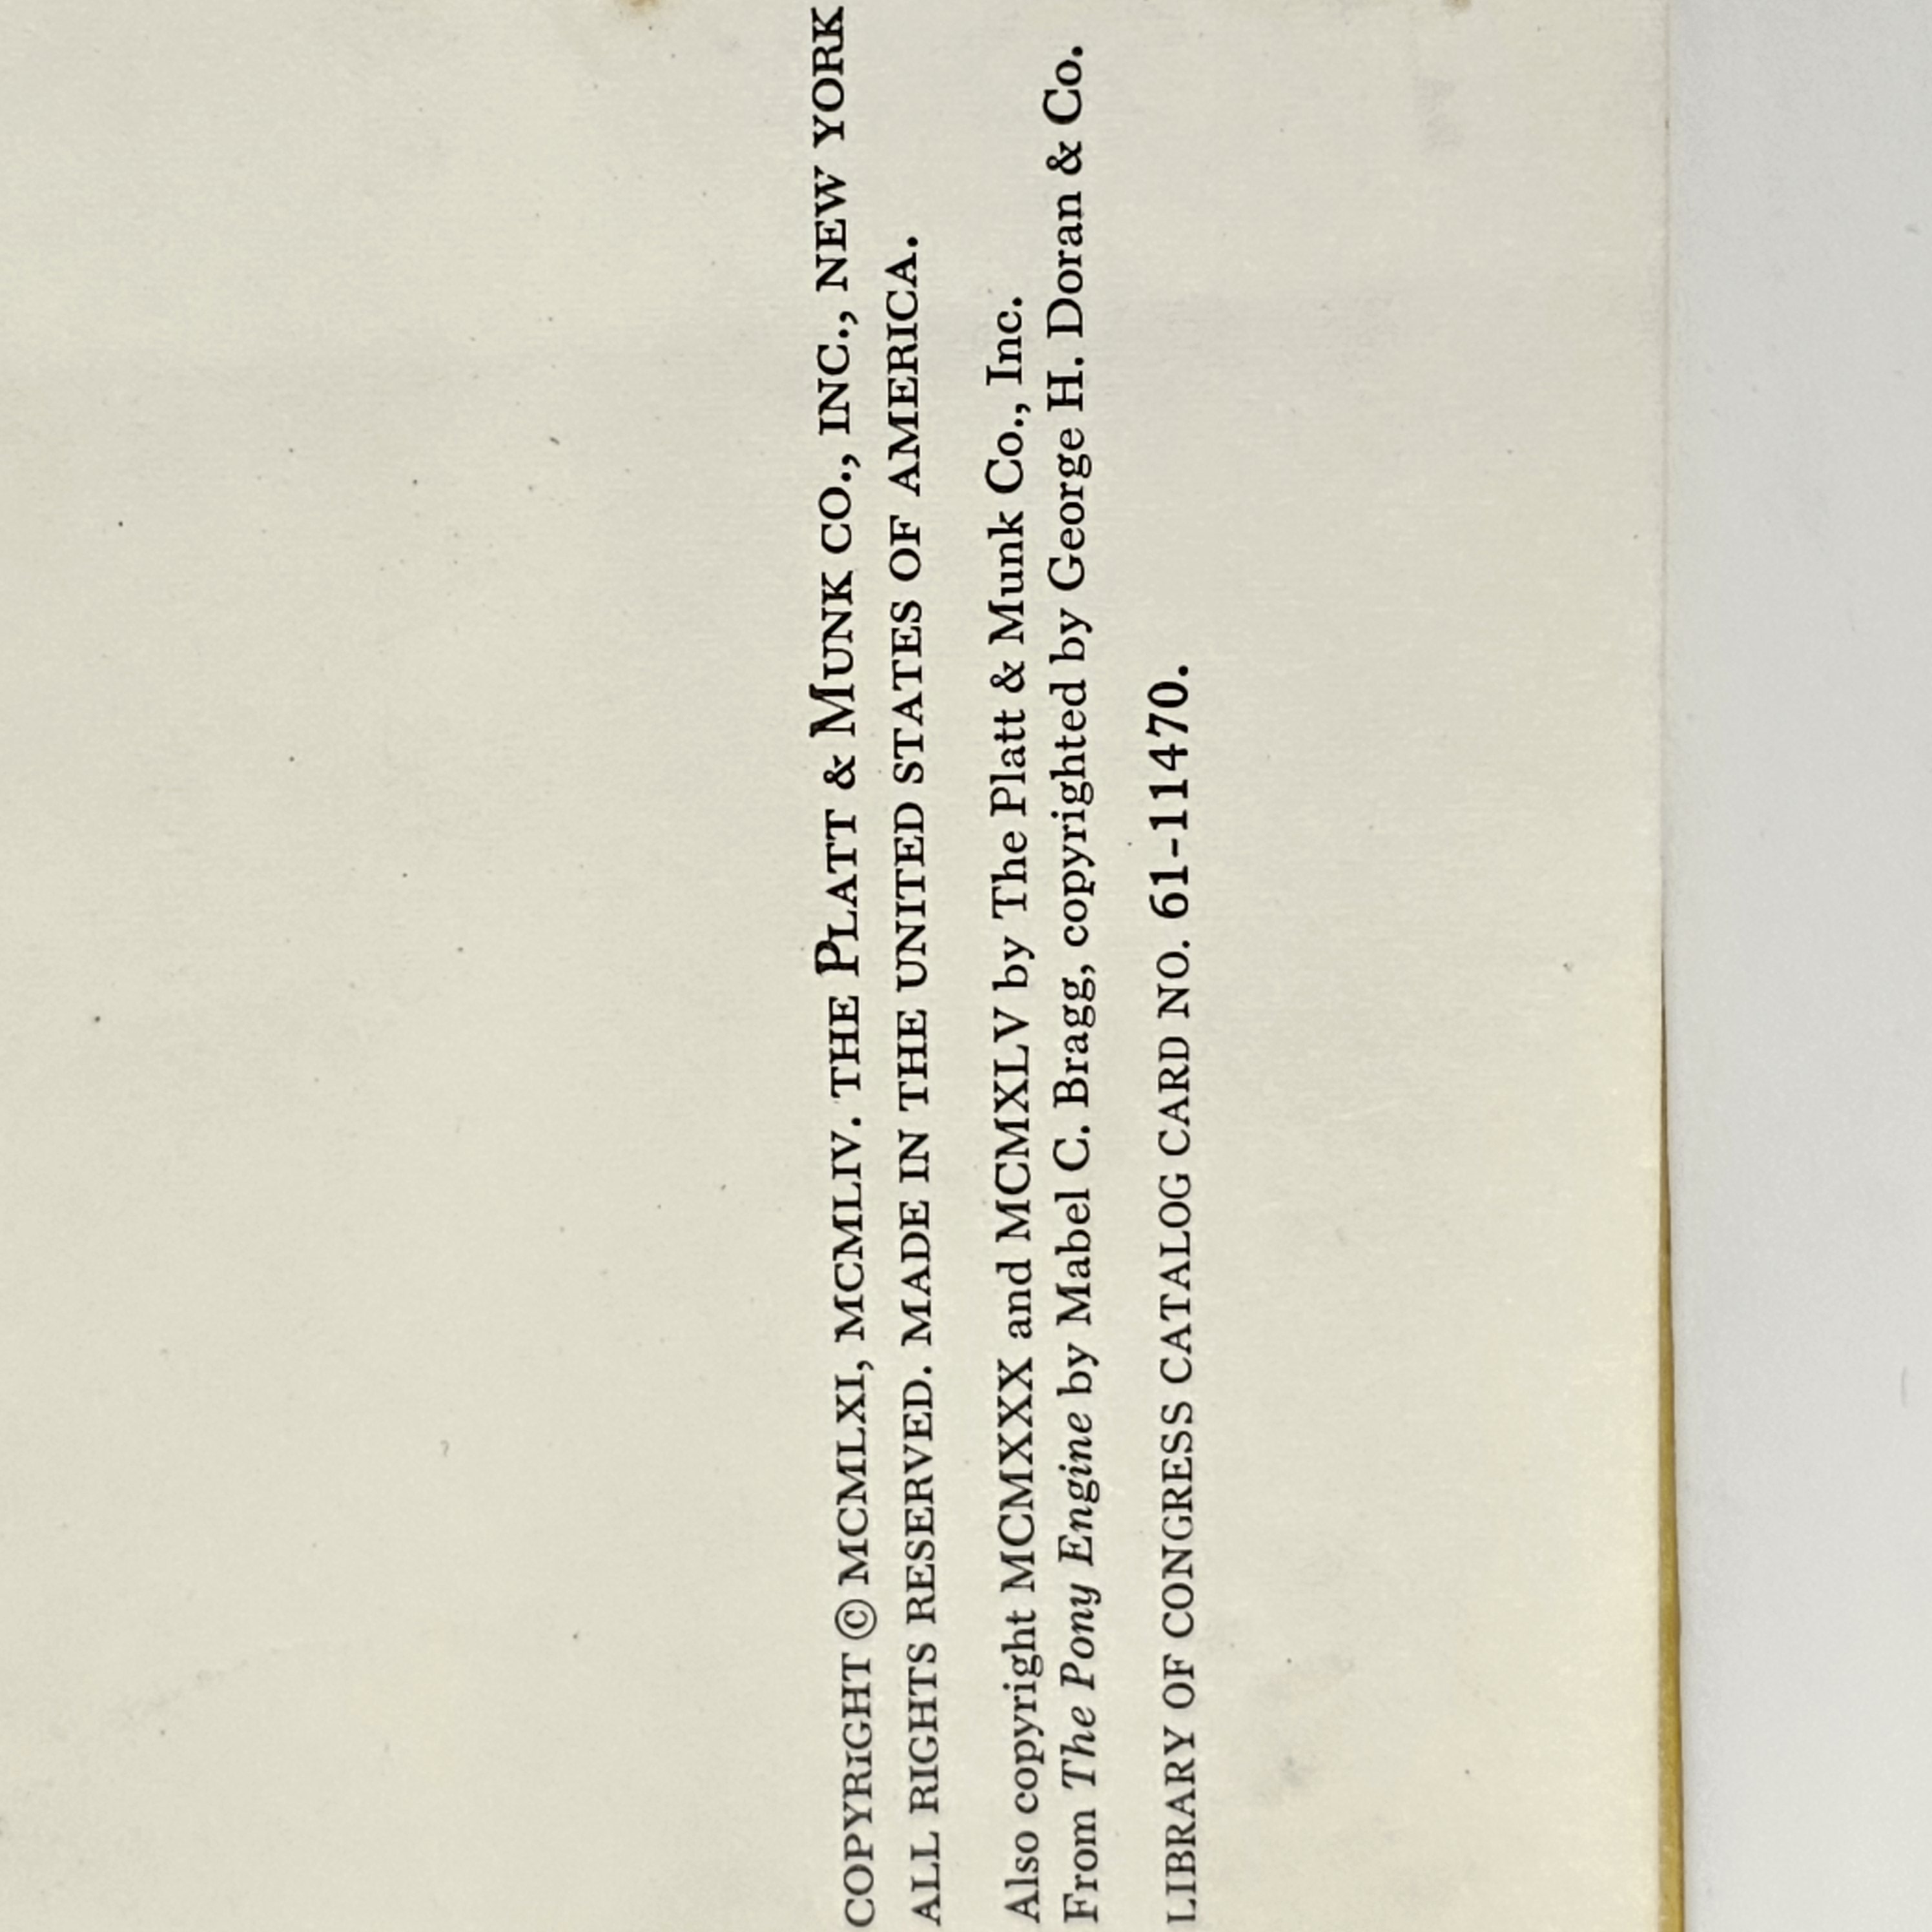 COPYRIGHT © MCMLXI, MCMLIV. THE PLATT & MUNK CO., INC., NEW YORK
ALL RIGHTS RESERVED. MADE IN THE UNITED STATES OF AMERICA.
Also copyright MCMXXX and MCMXLV by The Platt & Munk Co., Inc.
From The Pony Engine by Mabel C. Bragg, copyrighted by George H. Doran & Co.
LIBRARY OF CONGRESS CATALOG CARD NO. 61-11470.